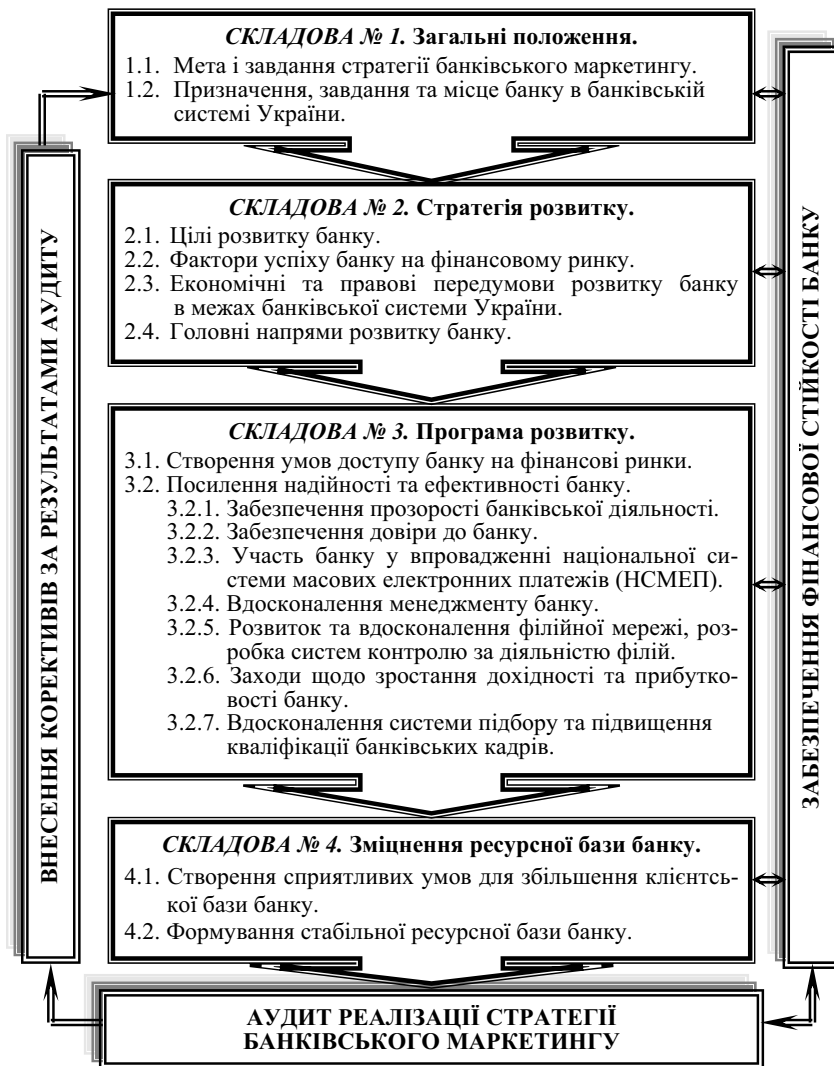 СКЛАДОВА № 1. Загальні положення.
1.1. Мета і завдання стратегії банківського маркетингу.
1.2. Призначення, завдання та місце банку в банківській
системі України.
СКЛАДОВА № 2. Стратегія розвитку.
2.1. Цілі розвитку банку.
2.2. Фактори успіху банку на фінансовому ринку.
2.3. Економічні та правові передумови розвитку банку
в межах банківської системи України.
2.4. Головні напрями розвитку банку.
СКЛАДОВА № 3. Програма розвитку.
3.1. Створення умов доступу банку на фінансові ринки.
3.2. Посилення надійності та ефективності банку.
3.2.1. Забезпечення прозорості банківської діяльності.
3.2.2. Забезпечення довіри до банку.
3.2.3. Участь банку у впровадженні національної си-
стеми масових електронних платежів (НСМЕП).
3.2.4. Вдосконалення менеджменту банку.
3.2.5. Розвиток та вдосконалення філійної мережі, роз-
робка систем контролю за діяльністю філій.
3.2.6. Заходи щодо зростання дохідності та прибутко-
вості банку.
3.2.7. Вдосконалення системи підбору та підвищення
кваліфікації банківських кадрів.
СКЛАДОВА № 4. Зміцнення ресурсної бази банку.
4.1. Створення сприятливих умов для збільшення клієнтсь-
кої бази банку.
4.2. Формування стабільної ресурсної бази банку.
АУДИТ РЕАЛІЗАЦІЇ СТРАТЕГІЇ
БАНКІВСЬКОГО МАРКЕТИНГУ
ВНЕСЕННЯ КОРЕКТИВІВ ЗА РЕЗУЛЬТАТАМИ АУДИТУ
ЗАБЕЗПЕЧЕННЯ ФІНАНСОВОЇ СТІЙКОСТІ БАНКУ